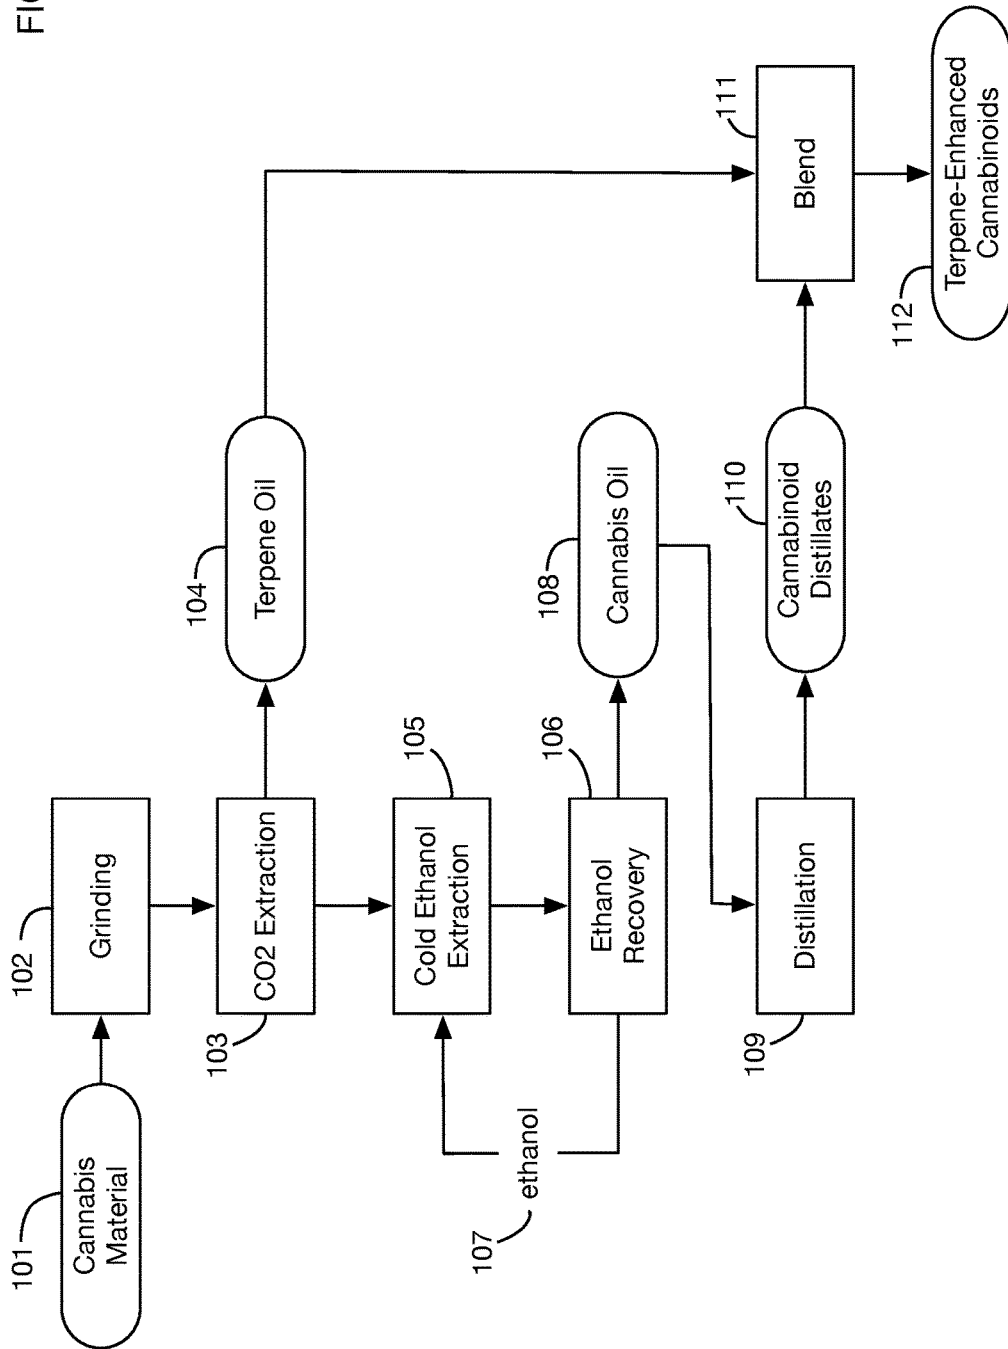 FIG
101
Cannabis
Material
102
Grinding
103
CO2 Extraction
104
Terpene Oil
105
Cold Ethanol
Extraction
107
ethanol
106
Ethanol
Recovery
108
Cannabis Oil
109
Distillation
110
Cannabinoid
Distillates
111
Blend
112
Terpene-Enhanced
Cannabinoids